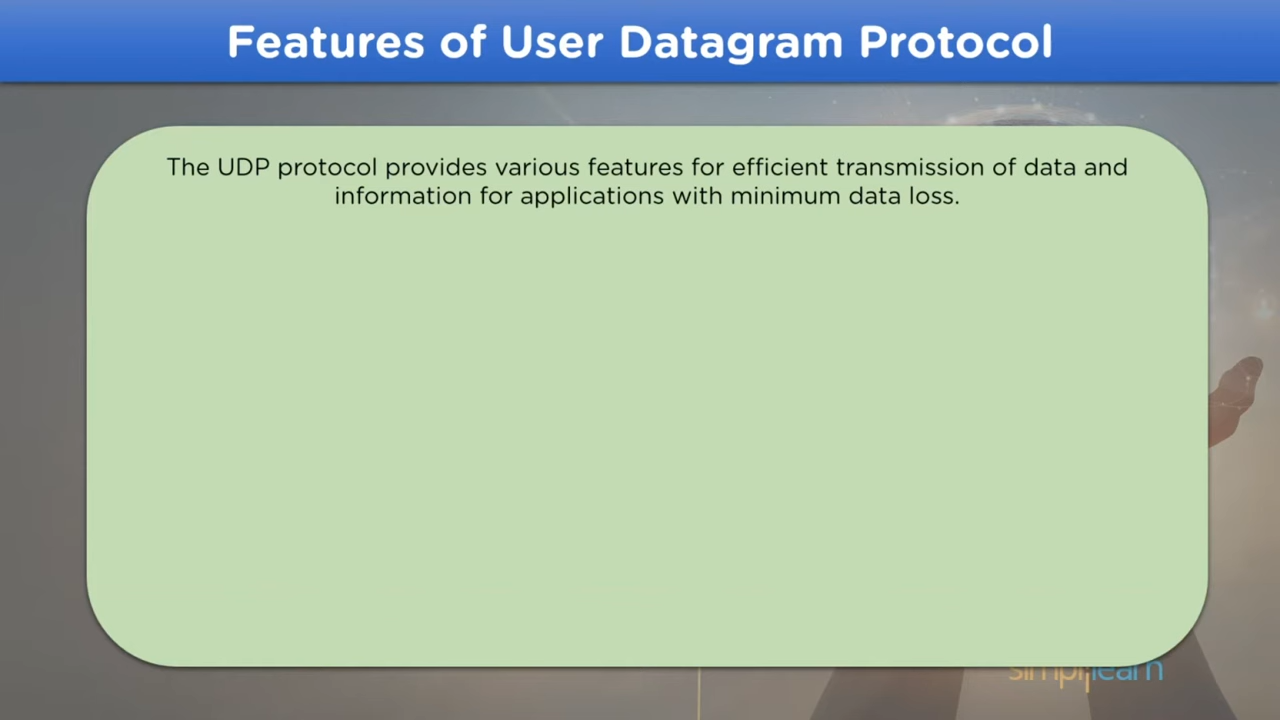 Features of User Datagram Protocol
The UDP protocol provides various features for efficient transmission of data and
information for applications with minimum data loss.
simplilearn